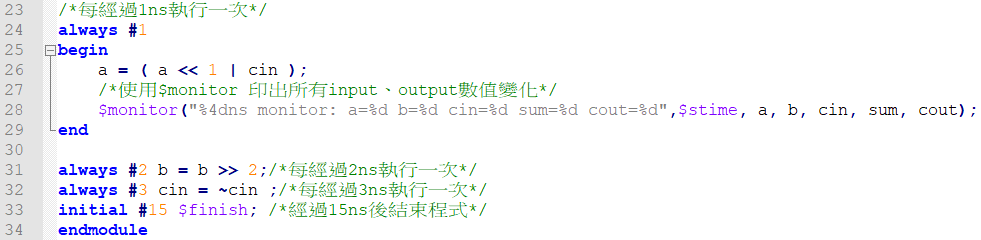 23 /*每經過1ns執行一次*/
24 always #1
25 begin
26 a = ( a << 1 | cin );
27 /*使用$monitor 印出所有input、output數值變化*/
28 $monitor("%4dns monitor: a=%d b=%d cin=%d sum=%d cout=%d",$stime, a, b, cin, sum, cout);
29 end
30
31 always #2 b = b >> 2;/*每經過2ns執行一次*/
32 always #3 cin = ~cin ;/*每經過3ns執行一次*/
33 initial #15 $finish; /*經過15ns後結束程式*/
34 endmodule